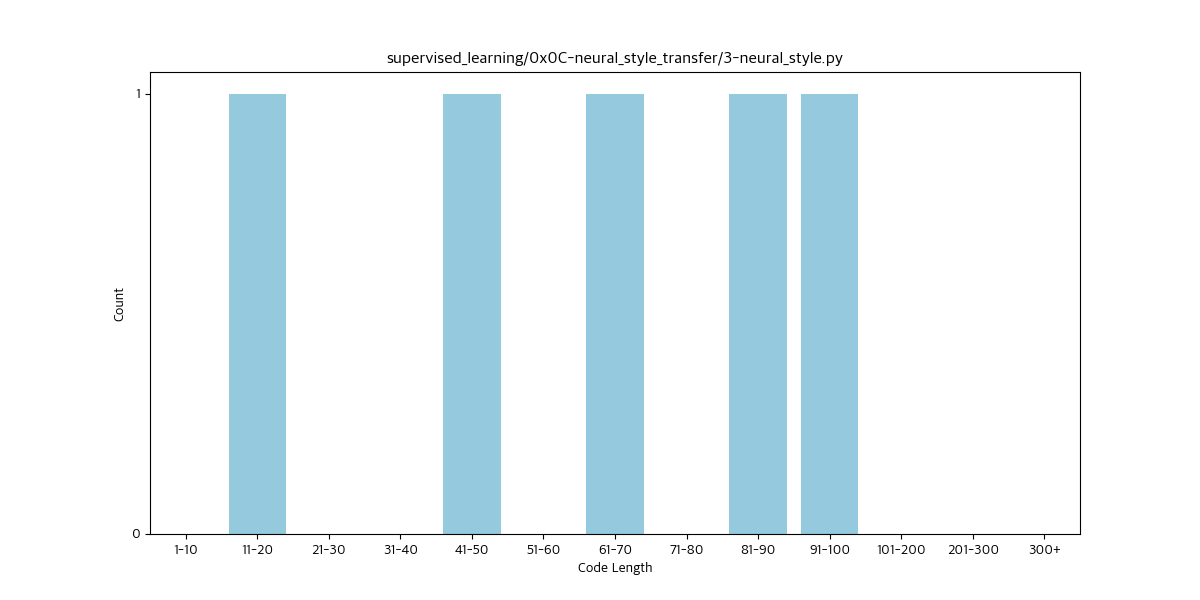 supervised_learning/0x0C-neural_style_transfer/3-neural_style.py
1
Count
0
1-10 11-20 21-30 31-40 41-50 51-60 61-70 71-80 81-90 91-100 101-200 201-300 300+
Code Length